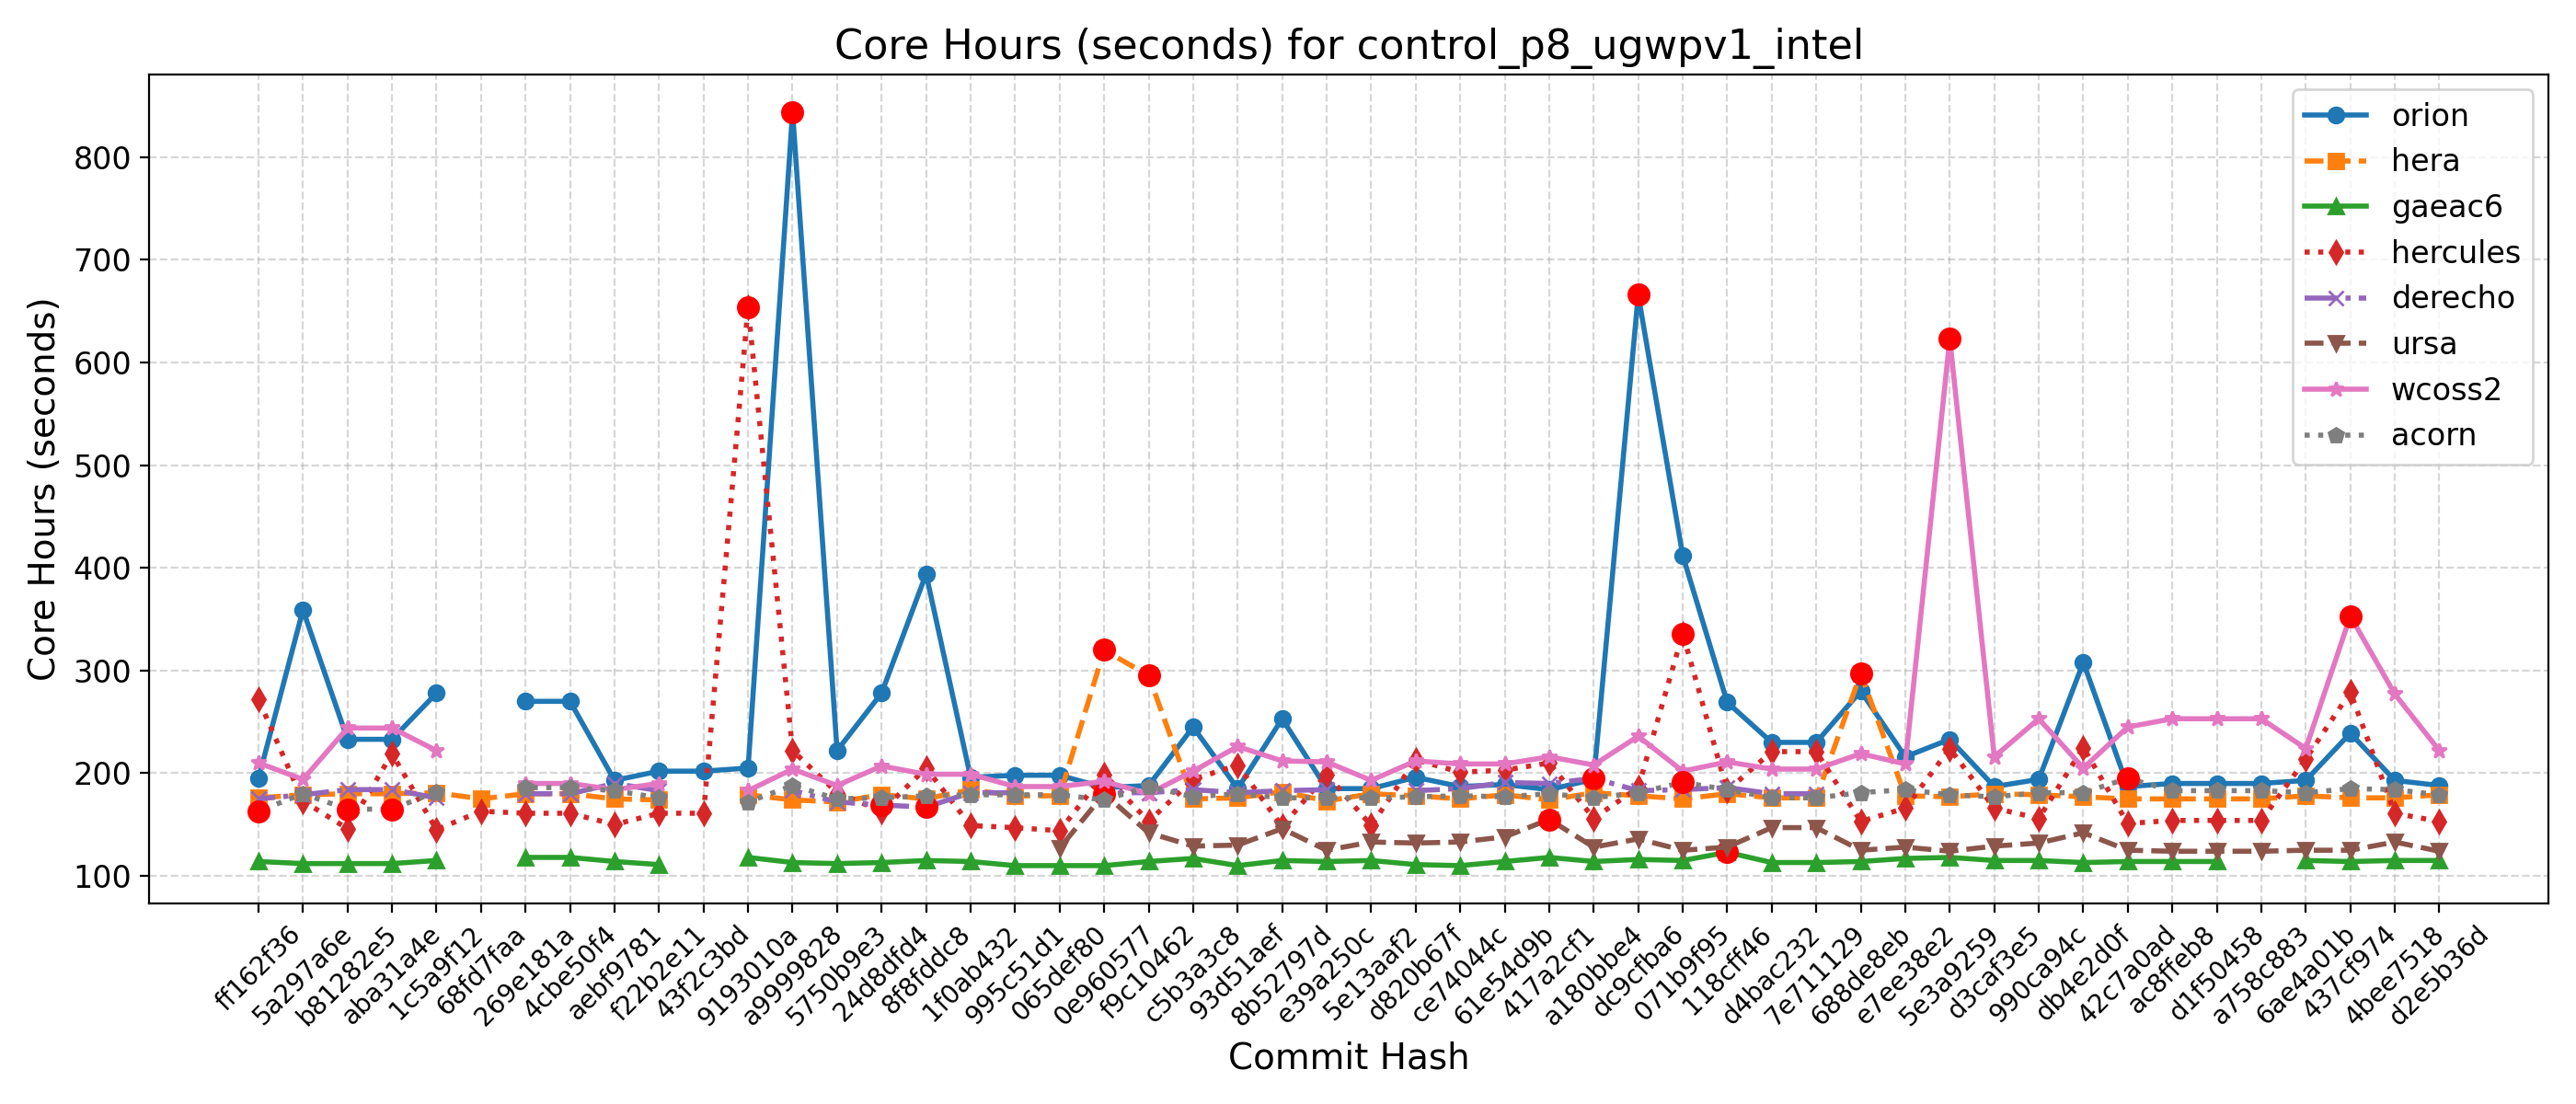 Core Hours (seconds) for control_p8_ugwpv1_intel
Core Hours (seconds)
800
700
600
500
400
300
200
100
orion
hera
gaeac6
hercules
derecho
ursa
wcoss2
acorn
ff162f36
5a297a6e
b81282e5
aba31a4e
1c5a9f12
68fd7faa
269e181a
4cbe50f4
aebf9781
f22b2e11
43f2c3bd
9193010a
a9999828
5750b9e3
24d8dfd4
8f8fddc8
1f0ab432
995c51d1
065def80
0e960577
f9c10462
c5b3a3c8
93d51aef
8b52797d
e39a250c
5e13aaf2
d820b67f
ce74044c
61e54d9b
417a2cf1
a180bbe4
dc9cfba6
071b9f95
118cff46
d4bac232
7e711129
688de8eb
e7ee38e2
5e3a9259
d3caf3e5
990ca94c
db4e2d0f
42c7a0ad
ac8ffeb8
d1f50458
a758c883
6ae4a01b
437cf974
4bee7518
d2e5b36d
Commit Hash